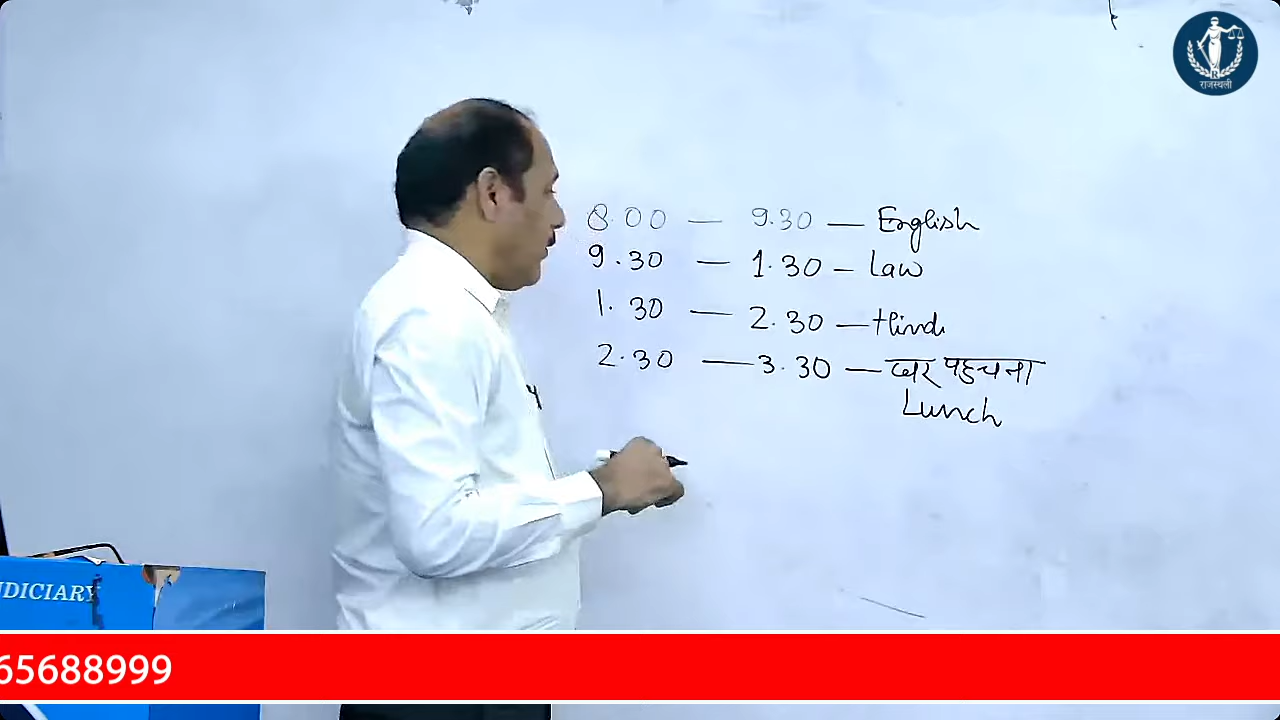 राजस्थली
8.00 — 9.30 — English
9.30 — 1.30 — Law
1.30 — 2.30 — Hindi
2.30 — 3.30 — घर पहुचना
Lunch
DICIARY
65688999